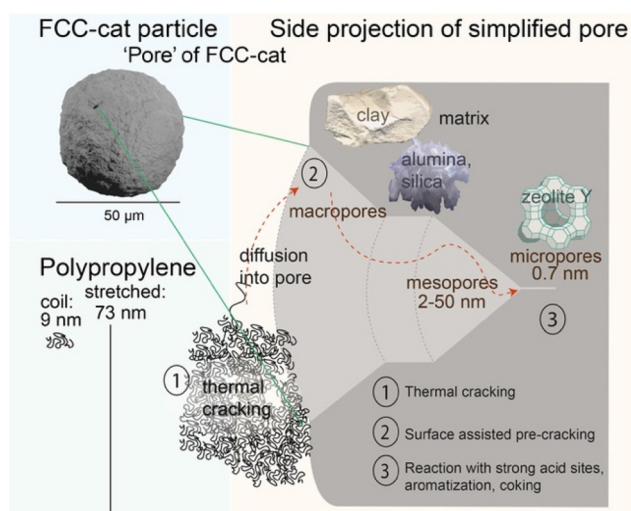 FCC-cat particle
Side projection of simplified pore
'Pore' of FCC-cat
50 µm
clay
matrix
alumina,
silica
zeolite Y
micropores
0.7 nm
2
macropores
diffusion
into pore
mesopores
2-50 nm
3
Polypropylene
coil:
9 nm
stretched:
73 nm
1
thermal
cracking
1 Thermal cracking
2 Surface assisted pre-cracking
3 Reaction with strong acid sites,
aromatization, coking